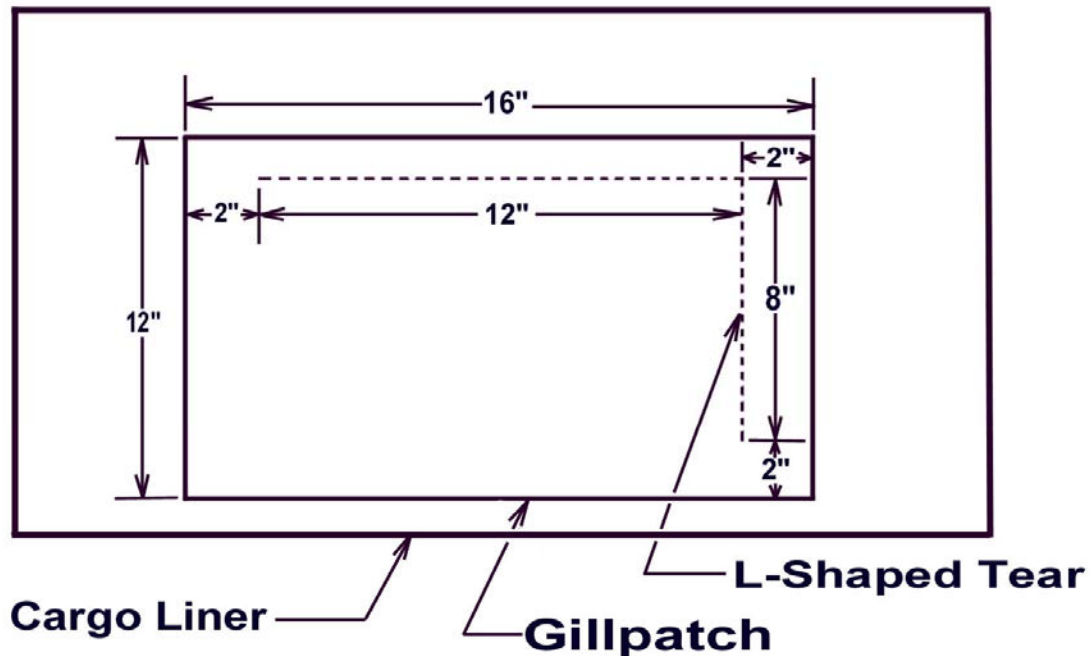 16"
2"
2"
12"
12"
8"
2"
L-Shaped Tear
Cargo Liner
Gillpatch